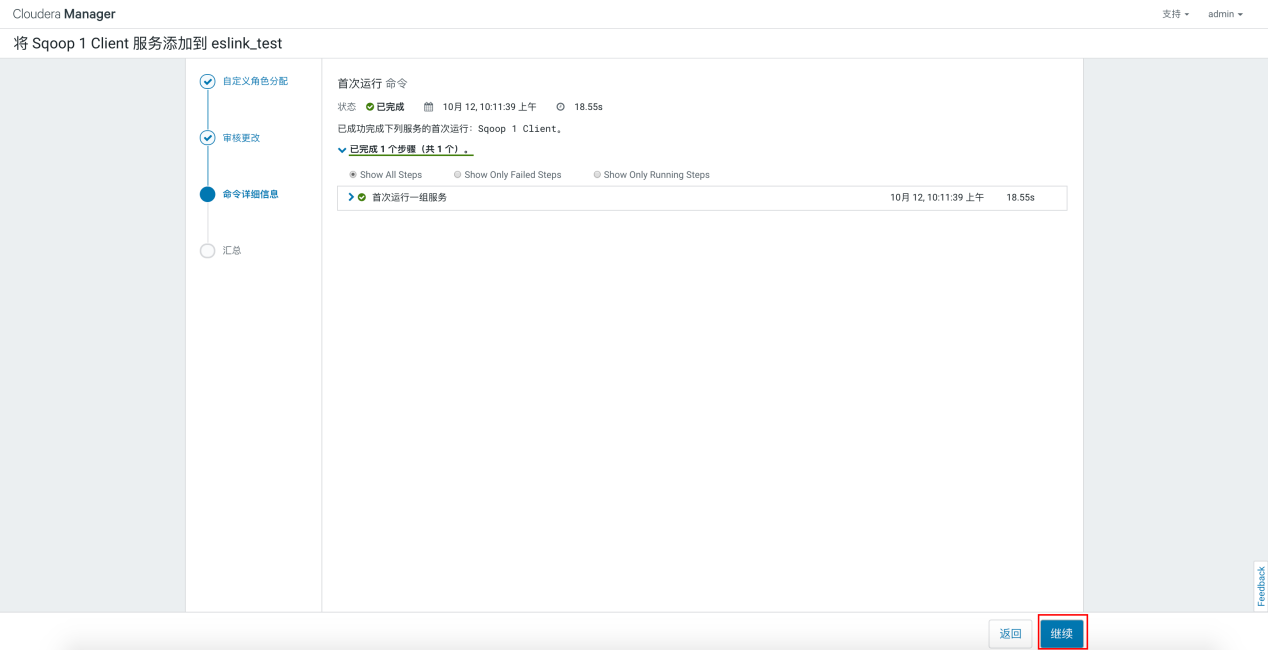 Cloudera Manager
支持 admin
将 Sqoop 1 Client 服务添加到 eslink_test
自定义角色分配
审核更改
命令详细信息
汇总
首次运行 命令
状态 已完成 10月 12, 10:11:39 上午 18.55s
已成功完成下列服务的首次运行: Sqoop 1 Client。
已完成 1 个步骤（共 1 个）。
Show All Steps Show Only Failed Steps Show Only Running Steps
首次运行一组服务 10月 12, 10:11:39 上午 18.55s
Feedback
返回 继续